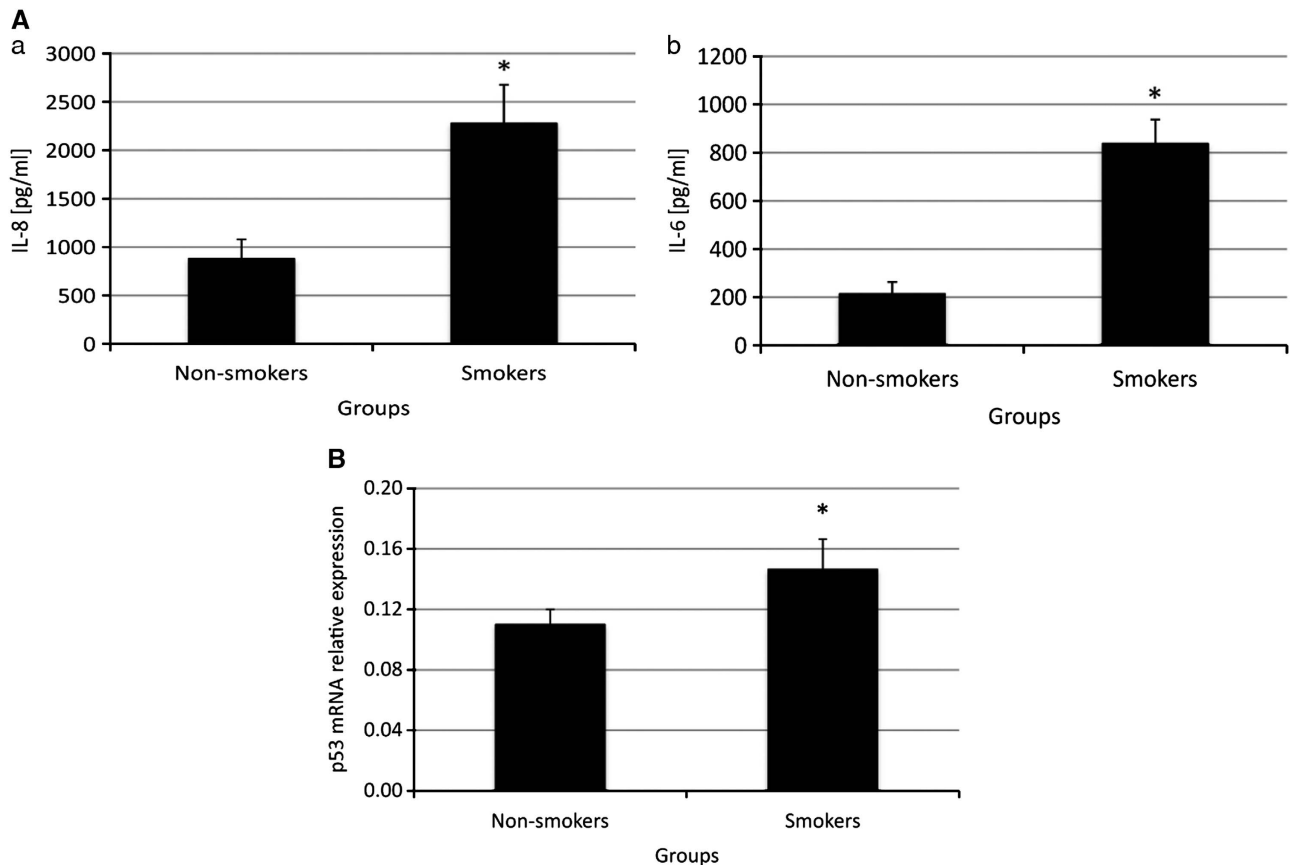 A
a
3000
2500
2000
1500
1000
500
0
IL-8 [pg/ml]
*
Non-smokers Smokers
Groups
b
1200
1000
800
600
400
200
0
IL-6 [pg/ml]
*
Non-smokers Smokers
Groups
B
0.20
0.16
0.12
0.08
0.04
0.00
p53 mRNA relative expression
*
Non-smokers Smokers
Groups